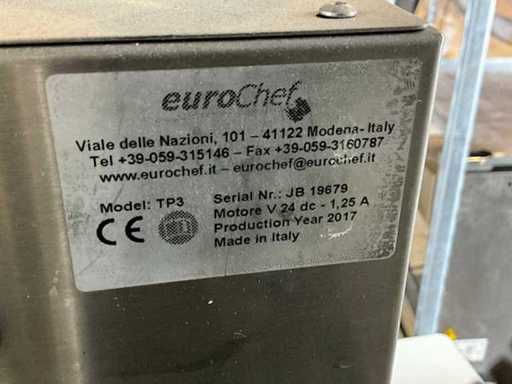 euroChef
Viale delle Nazioni, 101 – 41122 Modena- Italy
Tel +39-059-315146 – Fax +39-059-3160787
www.eurochef.it – eurochef@eurochef.it
Model: TP3
Serial Nr.: JB 19679
Motore V 24 dc - 1,25 A
Production Year 2017
Made in Italy
CE